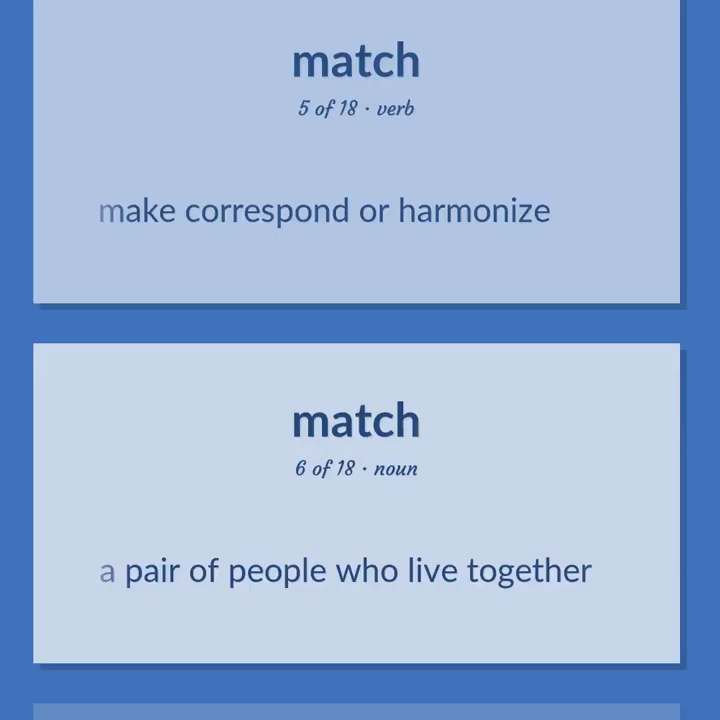 match
5 of 18 · verb
make correspond or harmonize
match
6 of 18 · noun
a pair of people who live together